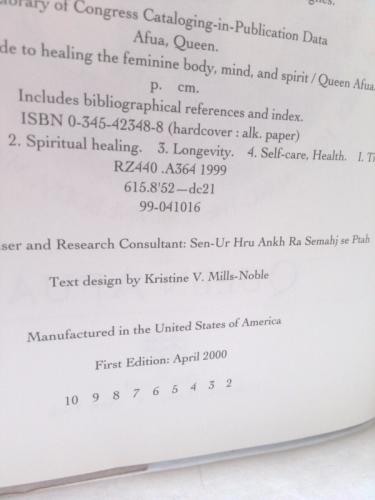 of Congress Cataloging-in-Publication Data
Afua, Queen.
de to healing the feminine body, mind, and spirit / Queen Afua.
p. cm.
Includes bibliographical references and index.
ISBN 0-345-42348-8 (hardcover : alk. paper)
2. Spiritual healing. 3. Longevity. 4. Self-care, Health. I. Ti
RZ440 .A364 1999
615.8'52—dc21
99-041016
ser and Research Consultant: Sen-Ur Hru Ankh Ra Semahj se Ptah
Text design by Kristine V. Mills-Noble
Manufactured in the United States of America
First Edition: April 2000
10 9 8 7 6 5 4 3 2